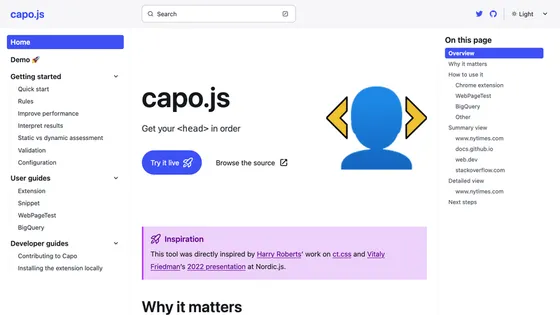 capo.js
Search
Light
Home
Demo 🚀
Getting started
Quick start
Rules
Improve performance
Interpret results
Static vs dynamic assessment
Validation
Configuration
User guides
Extension
Snippet
WebPageTest
BigQuery
Developer guides
Contributing to Capo
Installing the extension locally
capo.js
Get your <head> in order
Try it live
Browse the source
Inspiration
This tool was directly inspired by Harry Roberts' work on ct.css and Vitaly
Friedman's 2022 presentation at Nordic.js.
Why it matters
On this page
Overview
Why it matters
How to use it
Chrome extension
WebPageTest
BigQuery
Other
Summary view
www.nytimes.com
docs.github.io
web.dev
stackoverflow.com
Detailed view
www.nytimes.com
Next steps